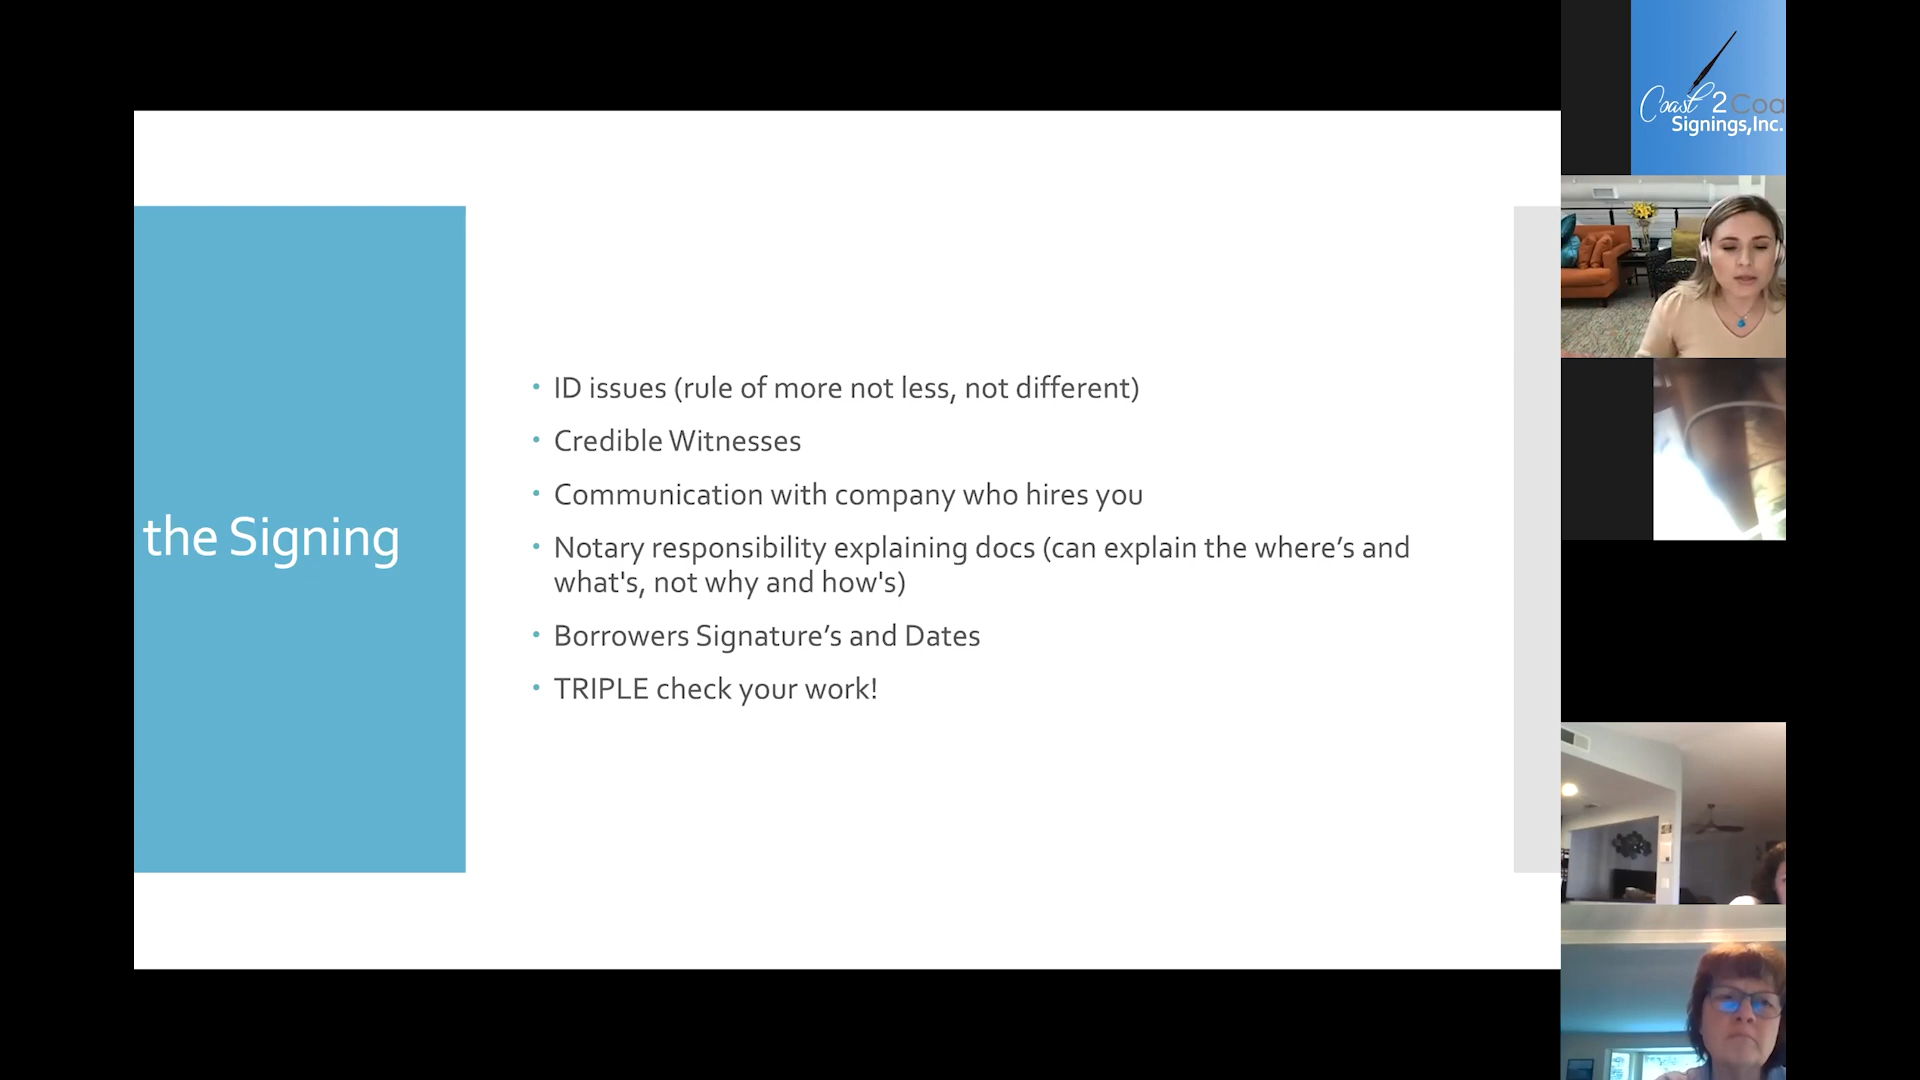 Coast 2 Coa
Signings,Inc.
the Signing
• ID issues (rule of more not less, not different)
• Credible Witnesses
• Communication with company who hires you
• Notary responsibility explaining docs (can explain the where’s and
what's, not why and how's)
• Borrowers Signature’s and Dates
• TRIPLE check your work!